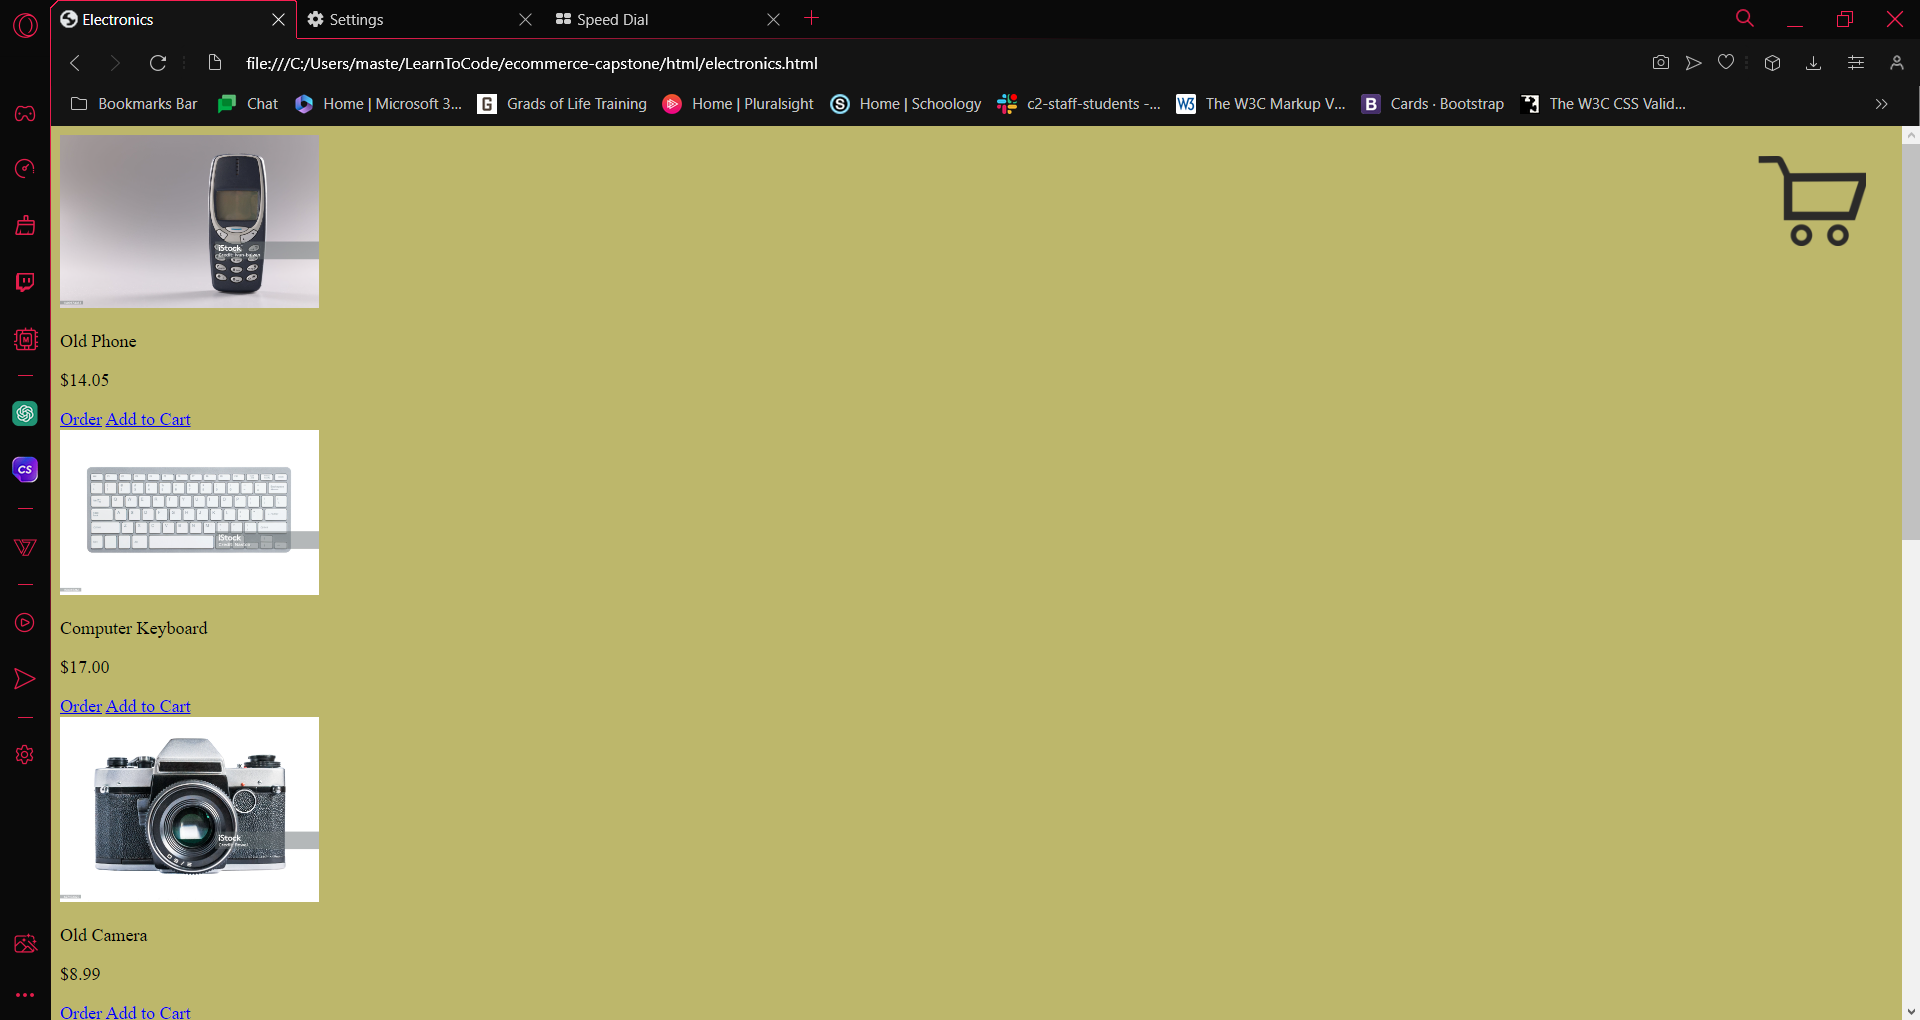 Electronics
Settings
Speed Dial
file:///C:/Users/maste/LearnToCode/ecommerce-capstone/html/electronics.html
Bookmarks Bar
Chat
Home | Microsoft 3...
G
Grads of Life Training
Home | Pluralsight
S
Home | Schoology
c2-staff-students -...
W3
The W3C Markup V...
B
Cards · Bootstrap
The W3C CSS Valid...
M
CS
iStock
Old Phone
$14.05
Order Add to Cart
iStock
Computer Keyboard
$17.00
Order Add to Cart
iStock
Old Camera
$8.99
Order Add to Cart